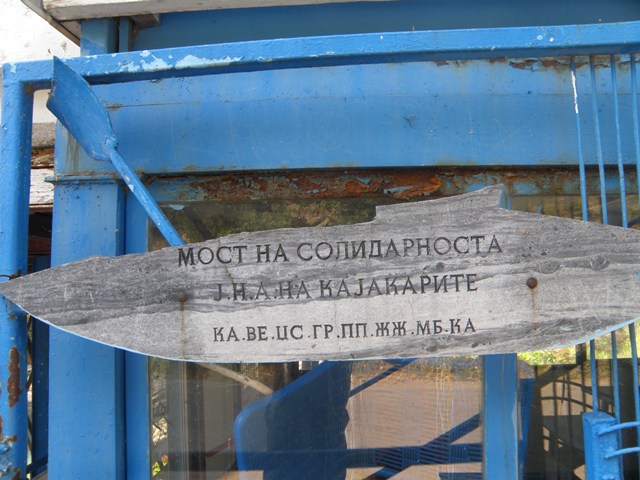 МОСТ НА СОЛИДАРНОСТА
Ј.Н.А.НА КАЈАКАРИТЕ
КА.ВЕ.ЦС.ГР.ПП.ЖЖ.МБ.КА